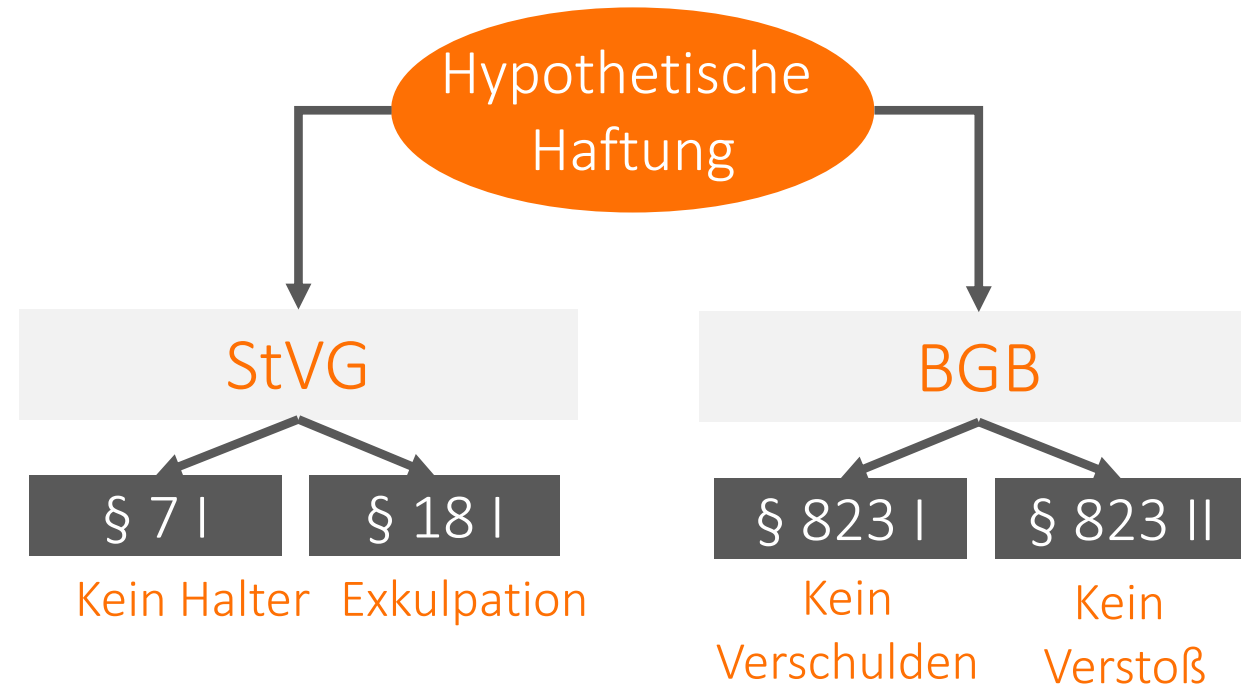 Hypothetische
Haftung
StVG
BGB
§ 7 I
§ 18 I
§ 823 I
§ 823 II
Kein Halter
Exkulpation
Kein
Verschulden
Kein
Verstoß